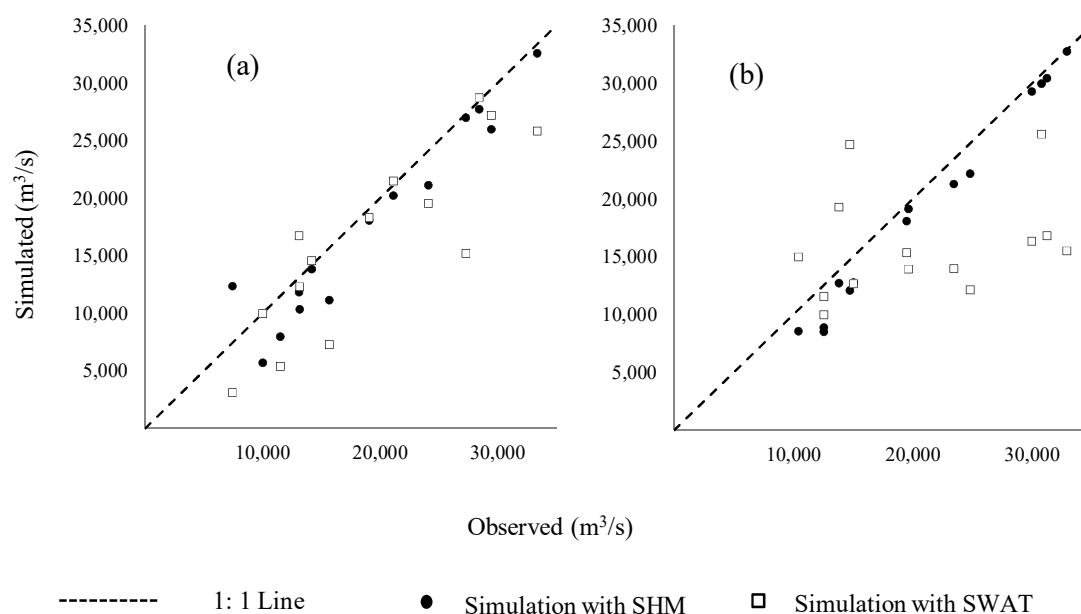 35,000
30,000
25,000
20,000
15,000
10,000
5,000
(a)
10,000 20,000 30,000
35,000
30,000
25,000
20,000
15,000
10,000
5,000
(b)
10,000 20,000 30,000
Simulated (m³/s)
Observed (m³/s)
1: 1 Line Simulation with SHM Simulation with SWAT